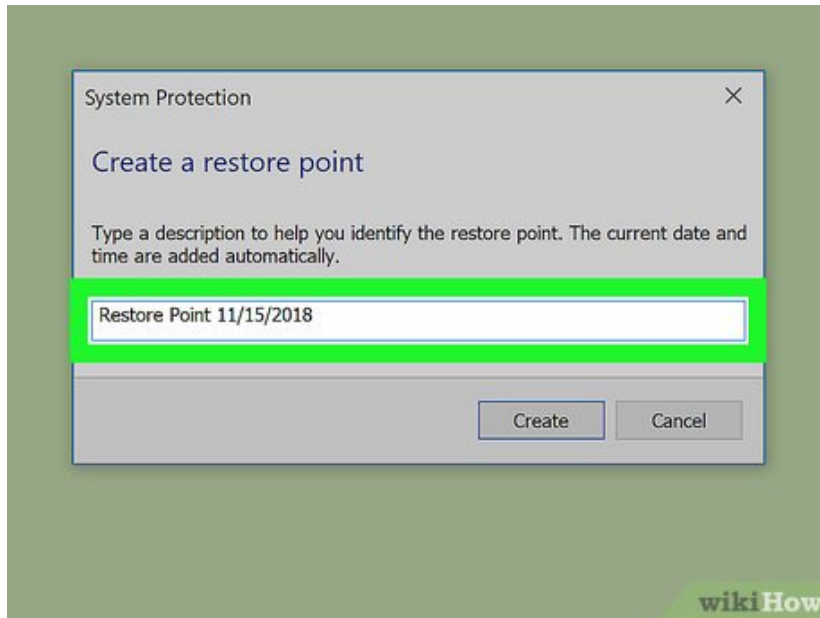 System Protection
Create a restore point
Type a description to help you identify the restore point. The current date and
time are added automatically.
Restore Point 11/15/2018
Create Cancel
wikiHow